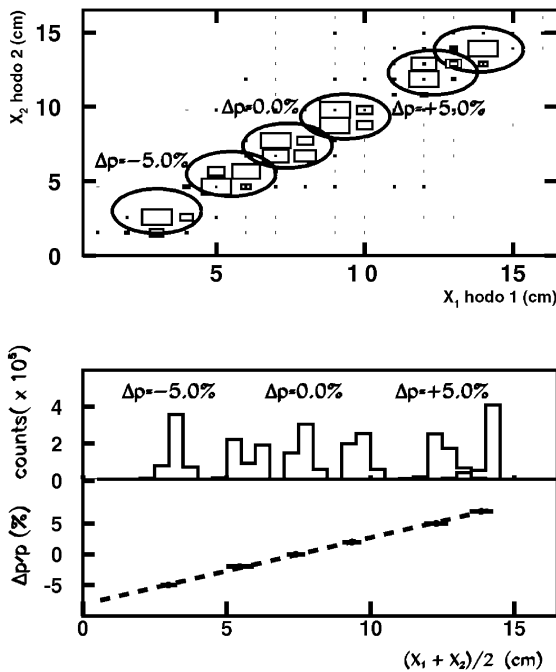 X2 hodo 2 (cm)
15
10
5
0
Δp=0.0%
Δp=+5.0%
Δp=-5.0%
5 10 15
X1 hodo 1 (cm)
counts( x 10⁵)
4
2
0
Δp=-5.0% Δp=0.0% Δp=+5.0%
Δp/p (%)
5
0
-5
0 5 10 15
(X1 + X2)/2 (cm)